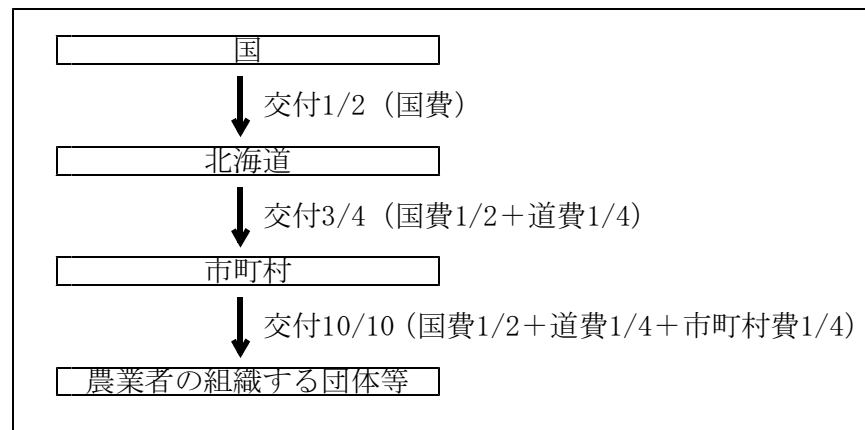 国
交付1/2（国費）
北海道
交付3/4（国費1/2＋道費1/4）
市町村
交付10/10（国費1/2＋道費1/4＋市町村費1/4）
農業者の組織する団体等